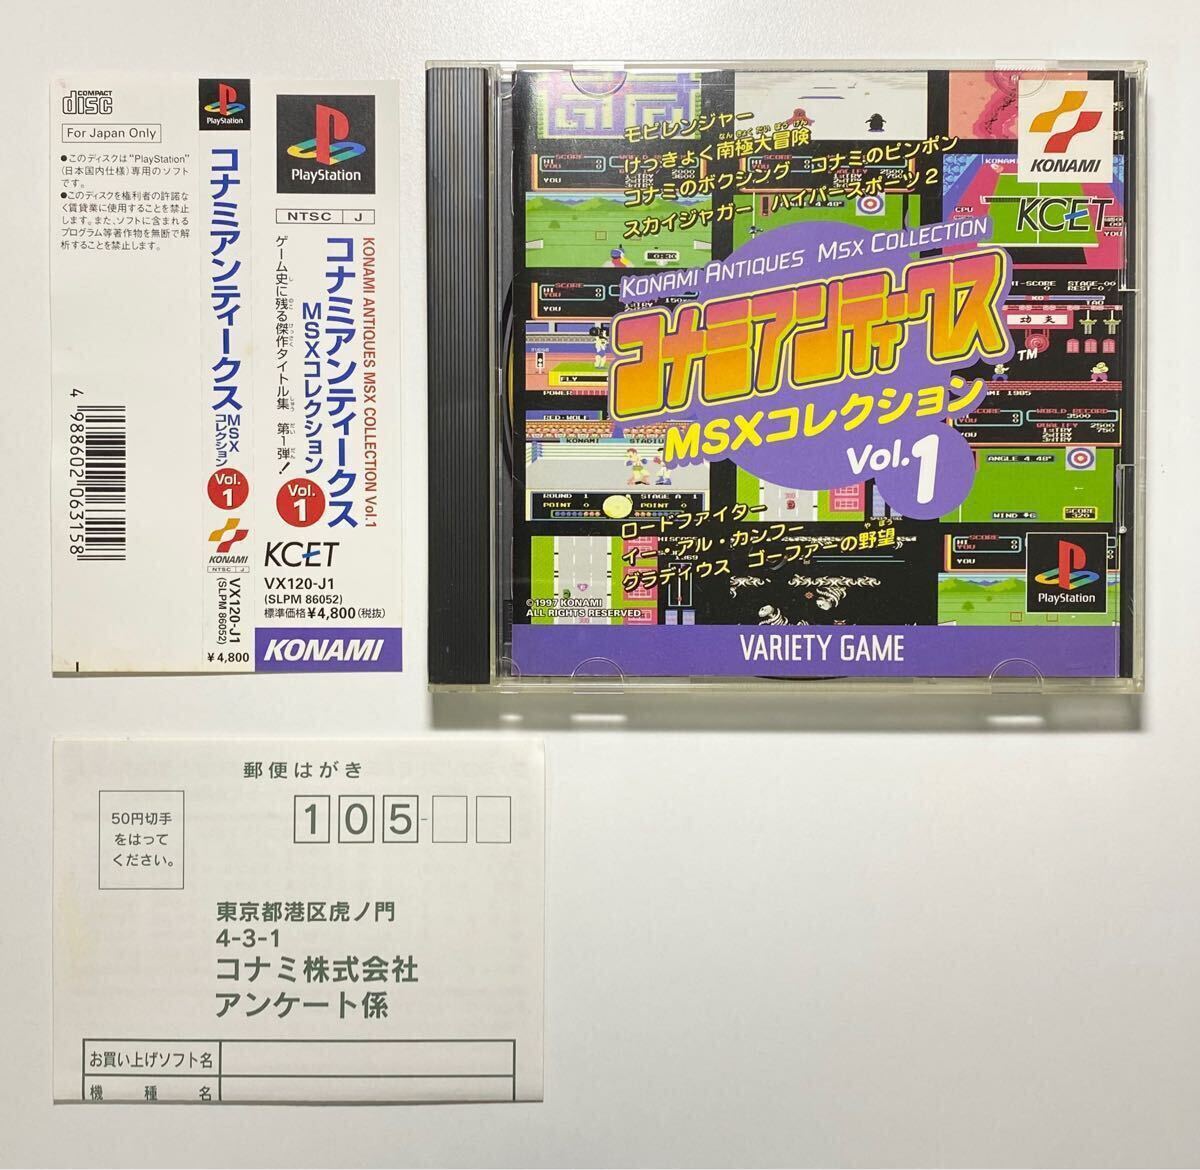 COMPACT
disc
For Japan Only
●このディスクは"PlayStation"
(日本国内仕様)専用のソフト
です。
●このディスクを権利者の許諾な
く賃貸業に使用することを禁止
します。また、ソフトに含まれる
プログラム等著作物を無断で解
析することを禁止します。
4 988602 063158
PlayStation
コナミアンティークス
MSX
コレクション
Vol.
1
KONAMI
NTSC J
VX120-J1
(SLPM 86052)
¥4,800
PlayStation
NTSC J
KONAMI ANTIQUES MSX COLLECTION Vol.1
コナミアンティークス
MSXコレクション
ゲーム史に残る傑作タイトル集 第1弾!
Vol.
1
KCET
VX120-J1
(SLPM 86052)
標準価格¥4,800(税抜)
KONAMI
モピレンジャー
けっきょく南極大冒険
なんきょくだいぼうけん
コナミのボクシング コナミのピンポン
スカイジャガー ハイパースポーツ2
KONAMI
KCET
KONAMI ANTIQUES MSX COLLECTION
コナミアンティークス
TM
MSXコレクション
Vol.1
ロードファイター
イー・アル・カンフー
グラディウス ゴーファーの野望
やぼう
©1997 KONAMI
ALL RIGHTS RESERVED.
PlayStation
VARIETY GAME
郵便はがき
50円切手
をはって
ください。
105-
東京都港区虎ノ門
4-3-1
コナミ株式会社
アンケート係
お買い上げソフト名
機種名